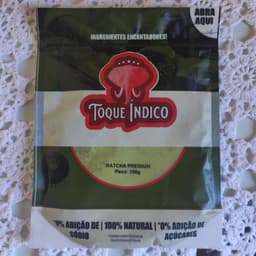 ABRA
AQUI
INGREDIENTES ENCANTADORES!
TOQUE ÍNDICO
MATCHA PREMIUM
Peso: 100g
*0% ADIÇÃO DE | 100% NATURAL | *0% ADIÇÃO DE
SÓDIO AÇÚCARES